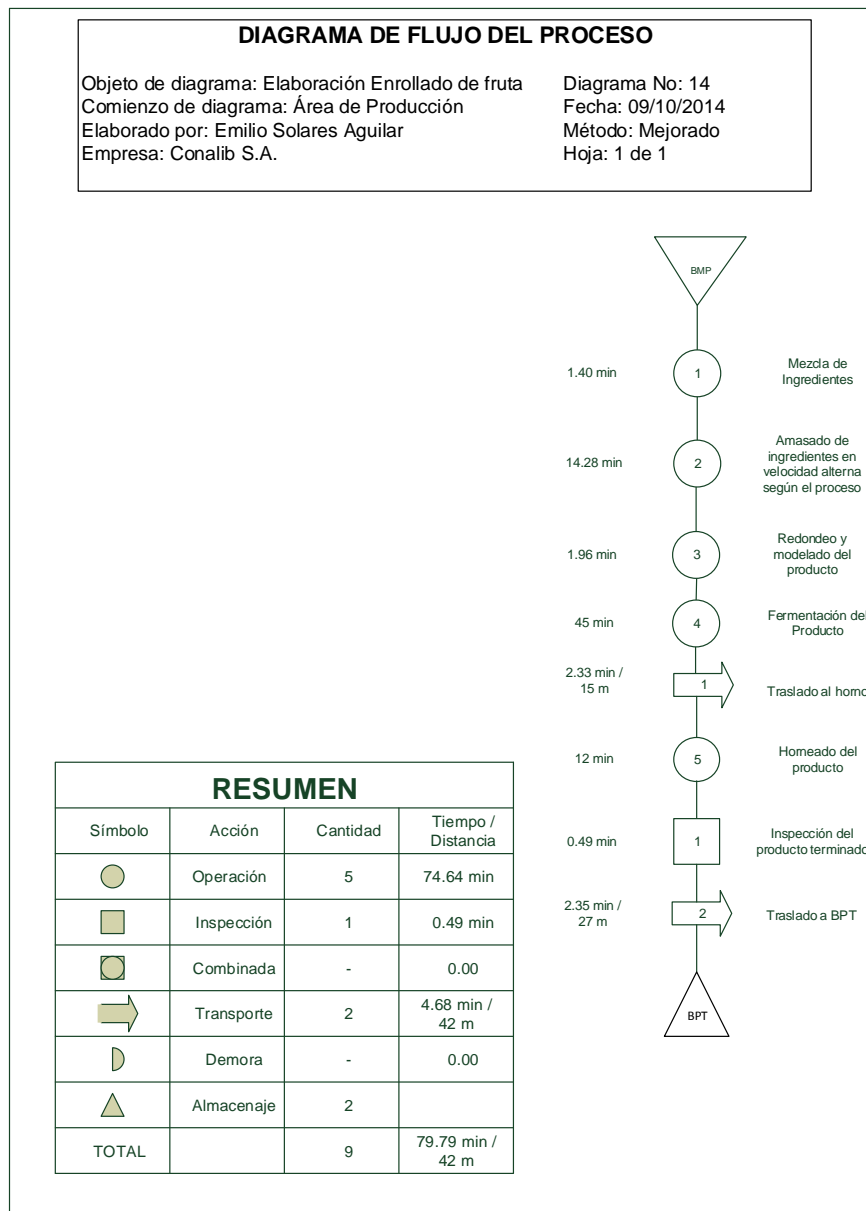 DIAGRAMA DE FLUJO DEL PROCESO
Objeto de diagrama: Elaboración Enrollado de fruta
Comienzo de diagrama: Área de Producción
Elaborado por: Emilio Solares Aguilar
Empresa: Conalib S.A.
Diagrama No: 14
Fecha: 09/10/2014
Método: Mejorado
Hoja: 1 de 1
BMP
1.40 min
1
Mezcla de
Ingredientes
14.28 min
2
Amasado de
ingredientes en
velocidad alterna
según el proceso
1.96 min
3
Redondeo y
modelado del
producto
45 min
4
Fermentación del
Producto
2.33 min /
15 m
1
Traslado al horno
12 min
5
Horneado del
producto
0.49 min
1
Inspección del
producto terminado
2.35 min /
27 m
2
Traslado a BPT
BPT
RESUMEN
Símbolo
Acción
Cantidad
Tiempo /
Distancia
Operación
5
74.64 min
Inspección
1
0.49 min
Combinada
-
0.00
Transporte
2
4.68 min /
42 m
Demora
-
0.00
Almacenaje
2
TOTAL
9
79.79 min /
42 m